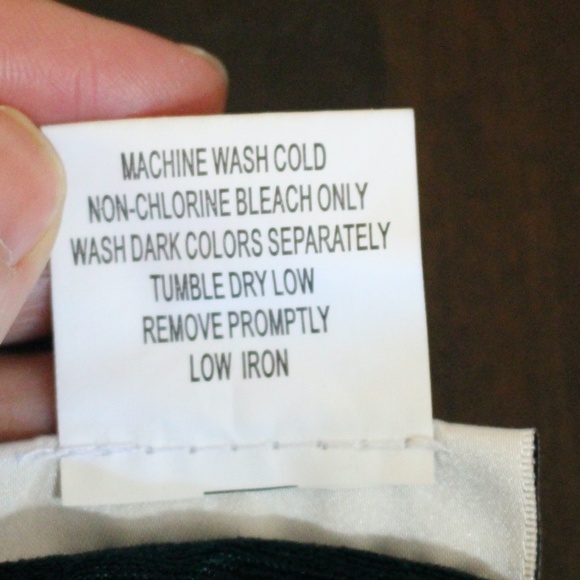 MACHINE WASH COLD
NON-CHLORINE BLEACH ONLY
WASH DARK COLORS SEPARATELY
TUMBLE DRY LOW
REMOVE PROMPTLY
LOW IRON